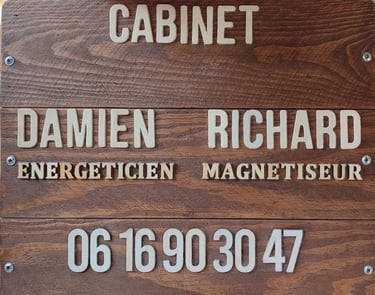 CABINET
DAMIEN RICHARD
ENERGETICIEN MAGNETISEUR
06 16 90 30 47